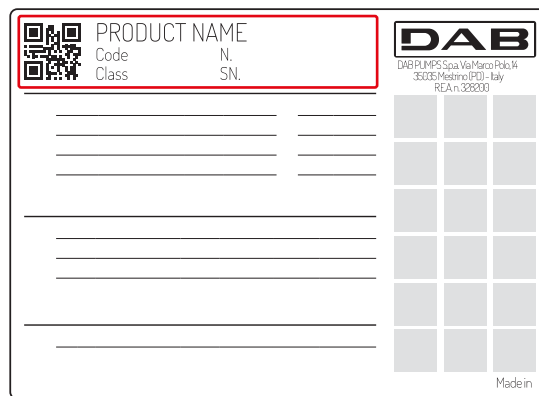 PRODUCT NAME
Code N.
Class SN.
DAB
DAB PUMPS S.p.a. Via Marco Polo, 14
35035 Mestrino (PD) - Italy
R.E.A. n. 328200
Made in